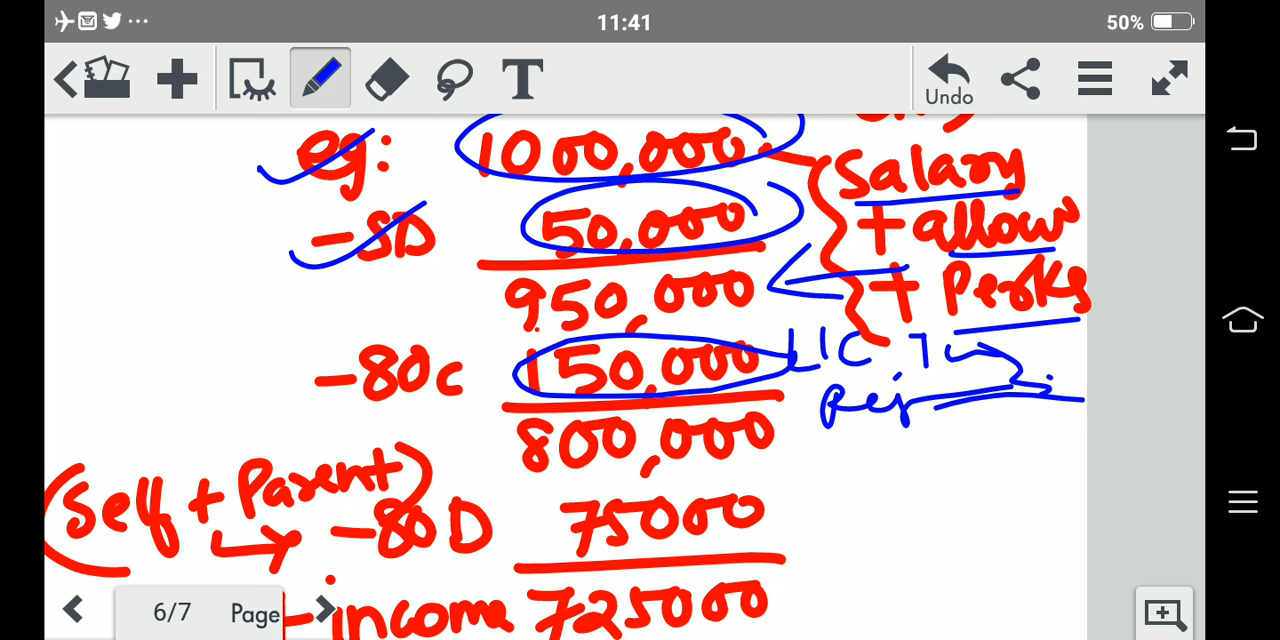 11:41
50%
T
Undo
eg: 1000,000
Salary
-SD 50,000
+ allow
950,000
+ Perks
-80c 150,000 LIC
800,000
(Self + Parent)
-80 D 75000
- income 725000
6/7 Page